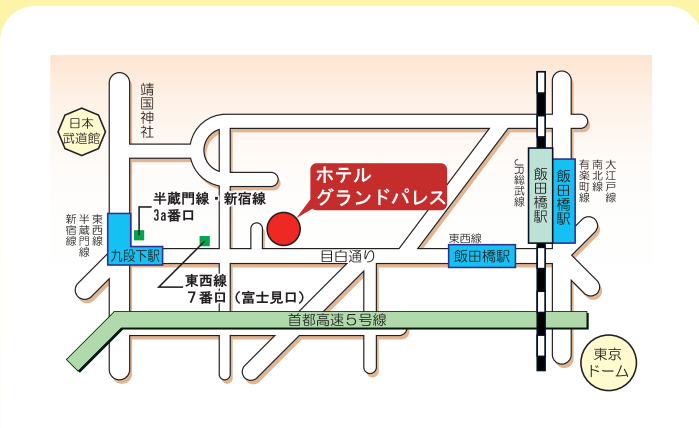 靖国神社
日本
武道館
ホテル
グランドパレス
半蔵門線・新宿線
3a番口
東西線
半蔵門線
新宿線
九段下駅
東西線
7番口（富士見口）
目白通り
東西線
飯田橋駅
JR総武線
飯田橋駅
飯田橋駅
大江戸線
南北線
有楽町線
首都高速5号線
東京
ドーム